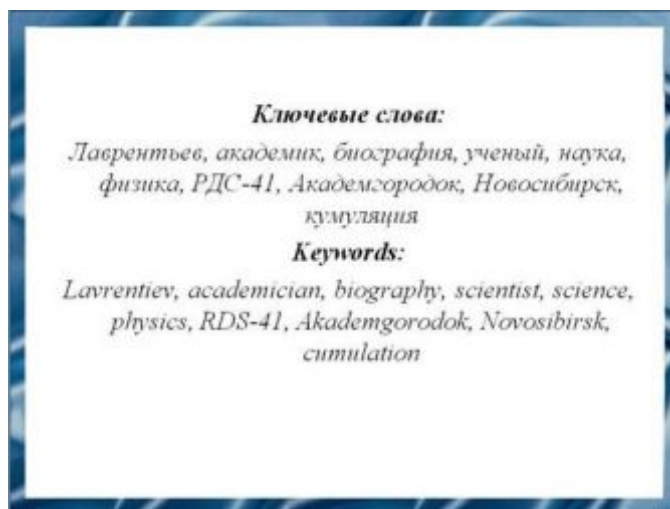 Ключевые слова:
Лаврентьев, академик, биография, ученый, наука,
физика, РДС-41, Академгородок, Новосибирск,
кумуляция
Keywords:
Lavrentiev, academician, biography, scientist, science,
physics, RDS-41, Akademgorodok, Novosibirsk,
cumulation